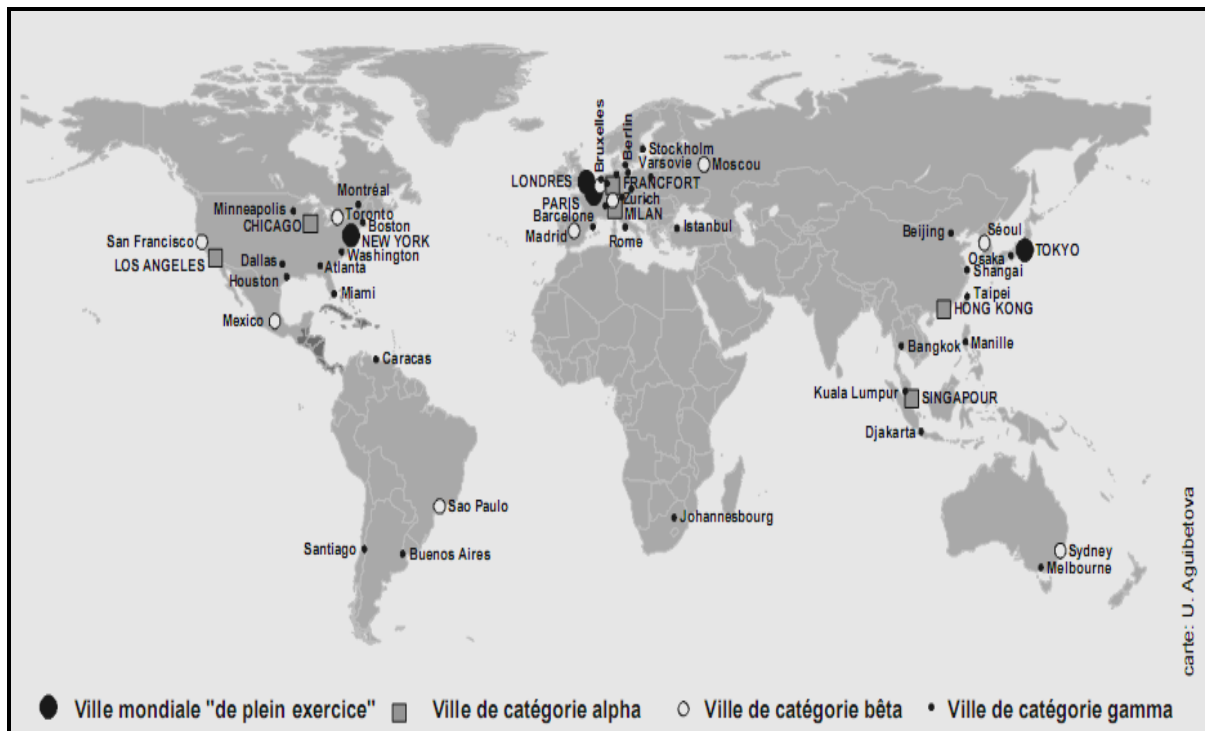 Bruxelles
Berlin
Stockholm
Varsovie
Moscou
LONDRES
FRANCFORT
Montréal
PARIS
Zurich
Minneapolis
Toronto
MILAN
CHICAGO
Boston
Barcelone
Istanbul
Beijing
Séoul
San Francisco
NEW YORK
Madrid
Rome
TOKYO
Washington
Osaka
LOS ANGELES
Dallas
Atlanta
Shangai
Houston
Miami
Taipei
HONG KONG
Mexico
Bangkok
Manille
Caracas
Kuala Lumpur
SINGAPOUR
Djakarta
Sao Paulo
Johannesbourg
Santiago
Buenos Aires
Sydney
Melbourne
carte: U. Aguibetova
Ville mondiale "de plein exercice" Ville de catégorie alpha Ville de catégorie bêta Ville de catégorie gamma